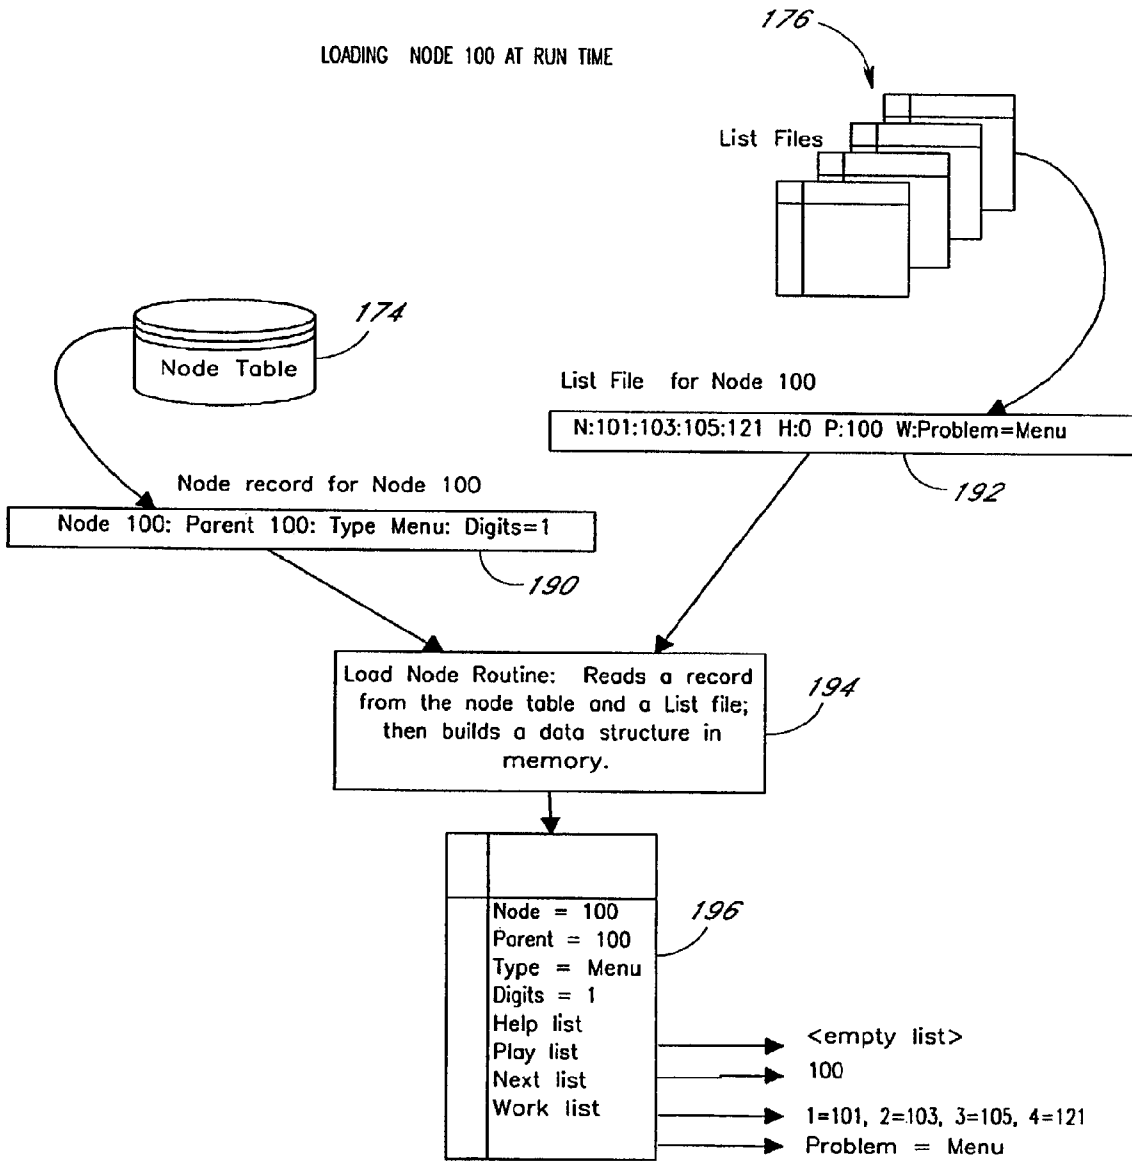 176
LOADING NODE 100 AT RUN TIME
List Files
174
Node Table
List File for Node 100
N:101:103:105:121 H:0 P:100 W:Problem=Menu
192
Node record for Node 100
Node 100: Parent 100: Type Menu: Digits=1
190
Load Node Routine: Reads a record
from the node table and a List file;
then builds a data structure in
memory.
194
196
Node = 100
Parent = 100
Type = Menu
Digits = 1
Help list
Play list
Next list
Work list
<empty list>
100
1=101, 2=103, 3=105, 4=121
Problem = Menu